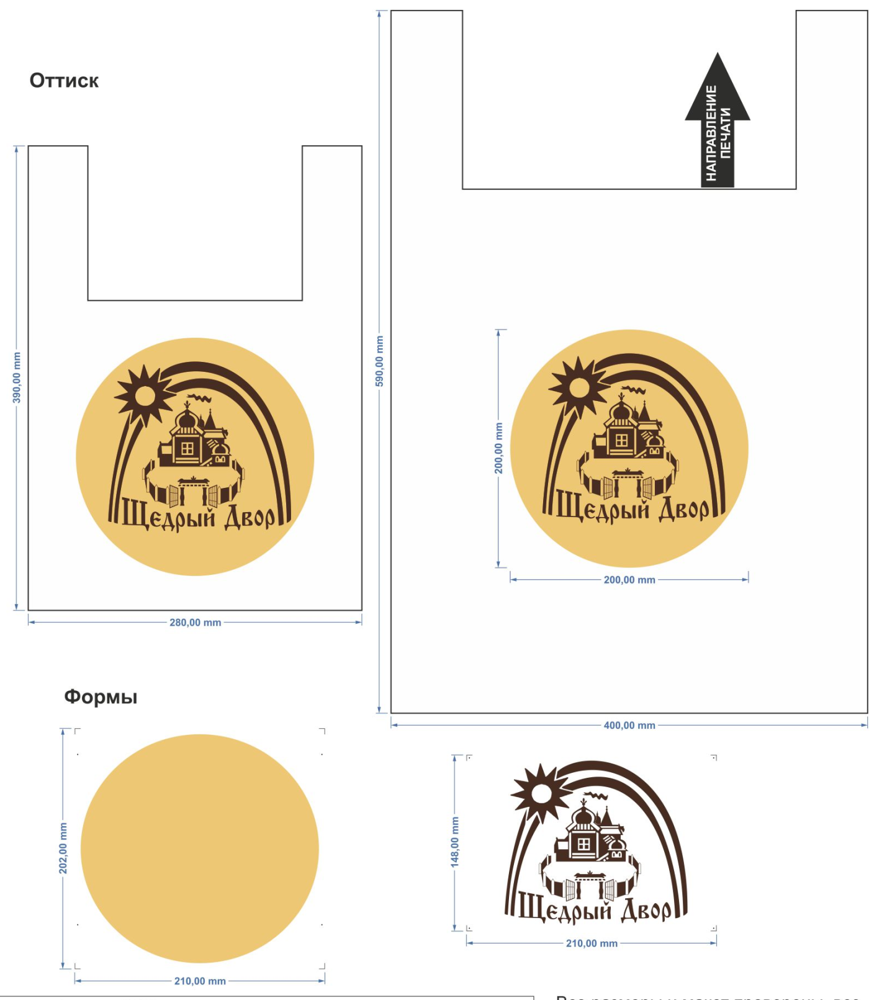 Оттиск
НАПРАВЛЕНИЕ
ПЕЧАТИ
390,00 mm
590,00 mm
Щедрый Двор
280,00 mm
200,00 mm
Щедрый Двор
200,00 mm
400,00 mm
Формы
202,00 mm
210,00 mm
148,00 mm
Щедрый Двор
210,00 mm